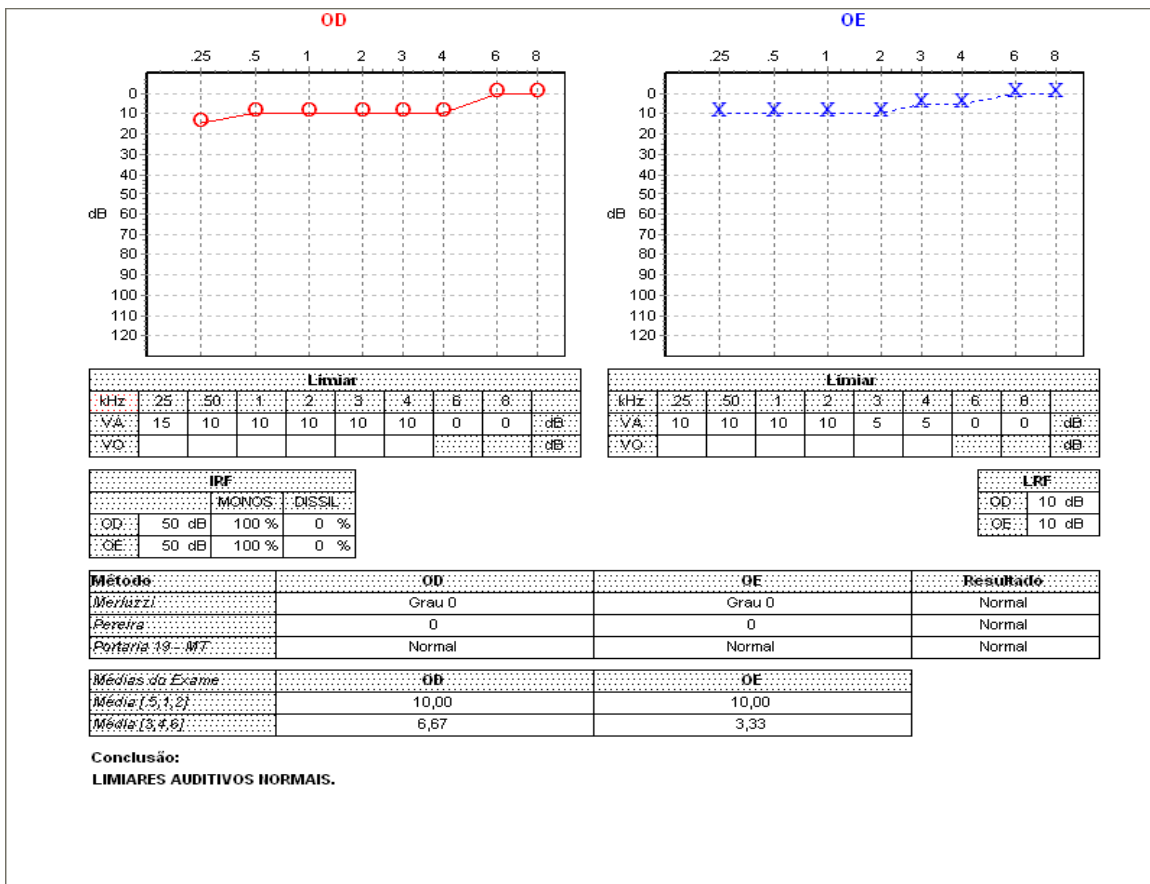 OD OE
.25 .5 1 2 3 4 6 8 .25 .5 1 2 3 4 6 8
0 0
10 10
20 20
30 30
40 40
50 50
dB 60 dB 60
70 70
80 80
90 90
100 100
110 110
120 120
Limiar Limiar
kHz .25 .50 1 2 3 4 6 8 kHz .25 .50 1 2 3 4 6 8
VA 15 10 10 10 10 10 0 0 dB VA 10 10 10 10 5 5 0 0 dB
VO dB VO dB
IRF LRF
MONOS DISSIL OD 10 dB
OD 50 dB 100 % 0 % OE 10 dB
OE 50 dB 100 % 0 %
Método OD OE Resultado
Merluzzi Grau 0 Grau 0 Normal
Pereira 0 0 Normal
Portaria 19 - MT Normal Normal Normal
Médias do Exame OD OE
Média [.5,1,2] 10,00 10,00
Média [3,4,6] 6,67 3,33
Conclusão:
LIMIARES AUDITIVOS NORMAIS.